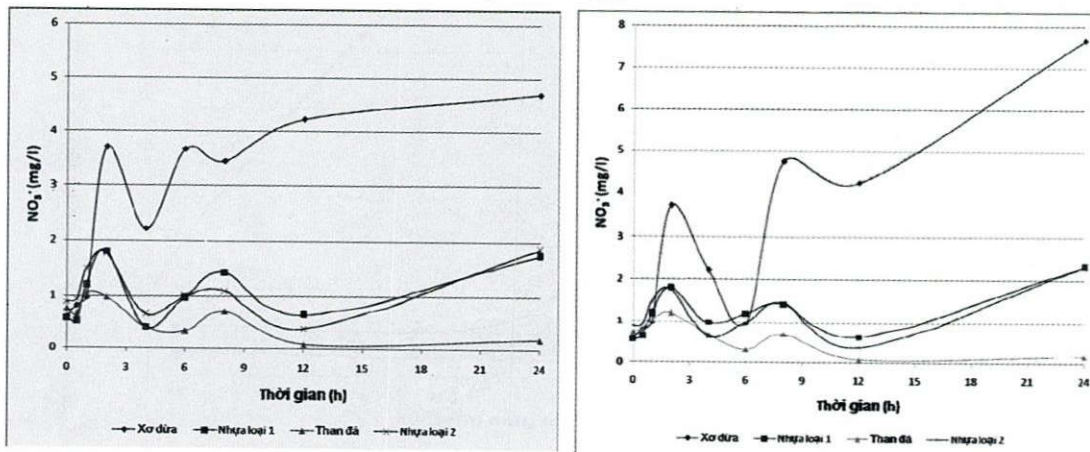 6
5
4
3
2
1
0
NO₃⁻ (mg/l)
0 3 6 9 12 15 18 21 24
Thời gian (h)
Xơ dừa Nhựa loại 1 Than đá Nhựa loại 2
8
7
6
5
4
3
2
1
0
NO₃⁻ (mg/l)
0 3 6 9 12 15 18 21 24
Thời gian (h)
Xơ dừa Nhựa loại 1 Than đá Nhựa loại 2